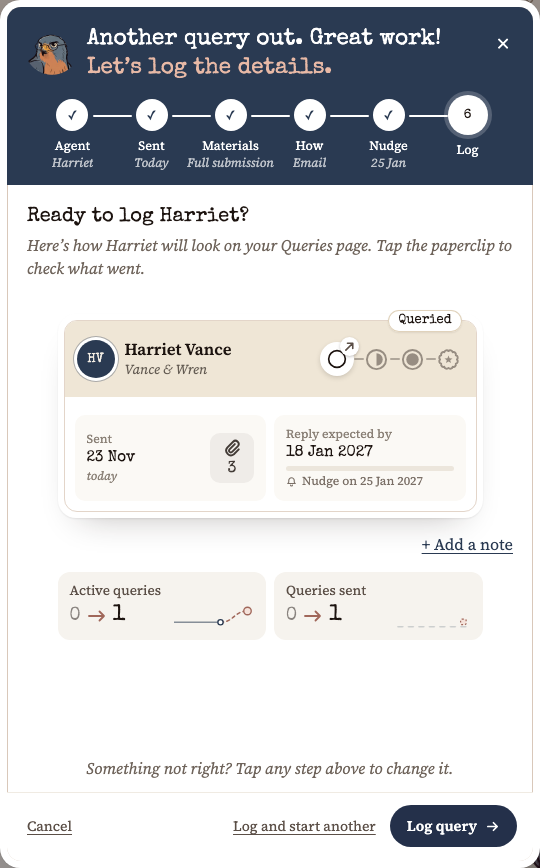 Another query out. Great work!
Let's log the details.
✕
✓ ✓ ✓ ✓ ✓ 6
Agent Sent Materials How Nudge Log
Harriet Today Full submission Email 25 Jan
Ready to log Harriet?
Here's how Harriet will look on your Queries page. Tap the paperclip to
check what went.
Queried
HV
Harriet Vance
Vance & Wren
Sent
23 Nov
today
3
Reply expected by
18 Jan 2027
Nudge on 25 Jan 2027
+ Add a note
Active queries
0 → 1
Queries sent
0 → 1
Something not right? Tap any step above to change it.
Cancel
Log and start another
Log query →